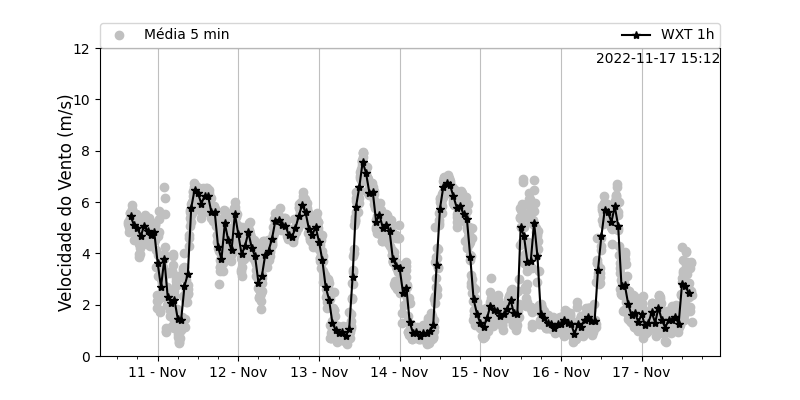 Média 5 min
WXT 1h
2022-11-17 15:12
Velocidade do Vento (m/s)
12
10
8
6
4
2
0
11 - Nov
12 - Nov
13 - Nov
14 - Nov
15 - Nov
16 - Nov
17 - Nov